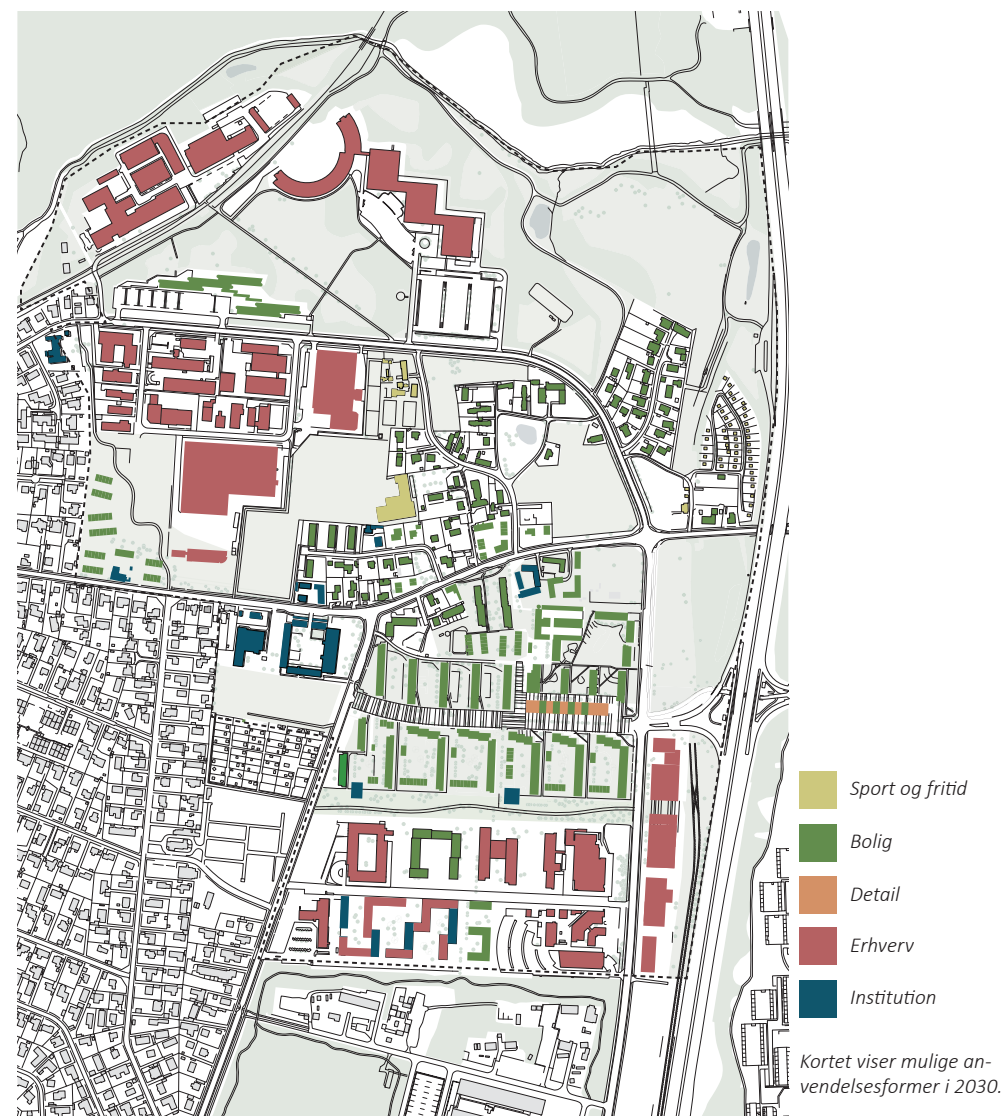 Sport og fritid
Bolig
Detail
Erhverv
Institution
Kortet viser mulige an-
vendelsesformer i 2030.